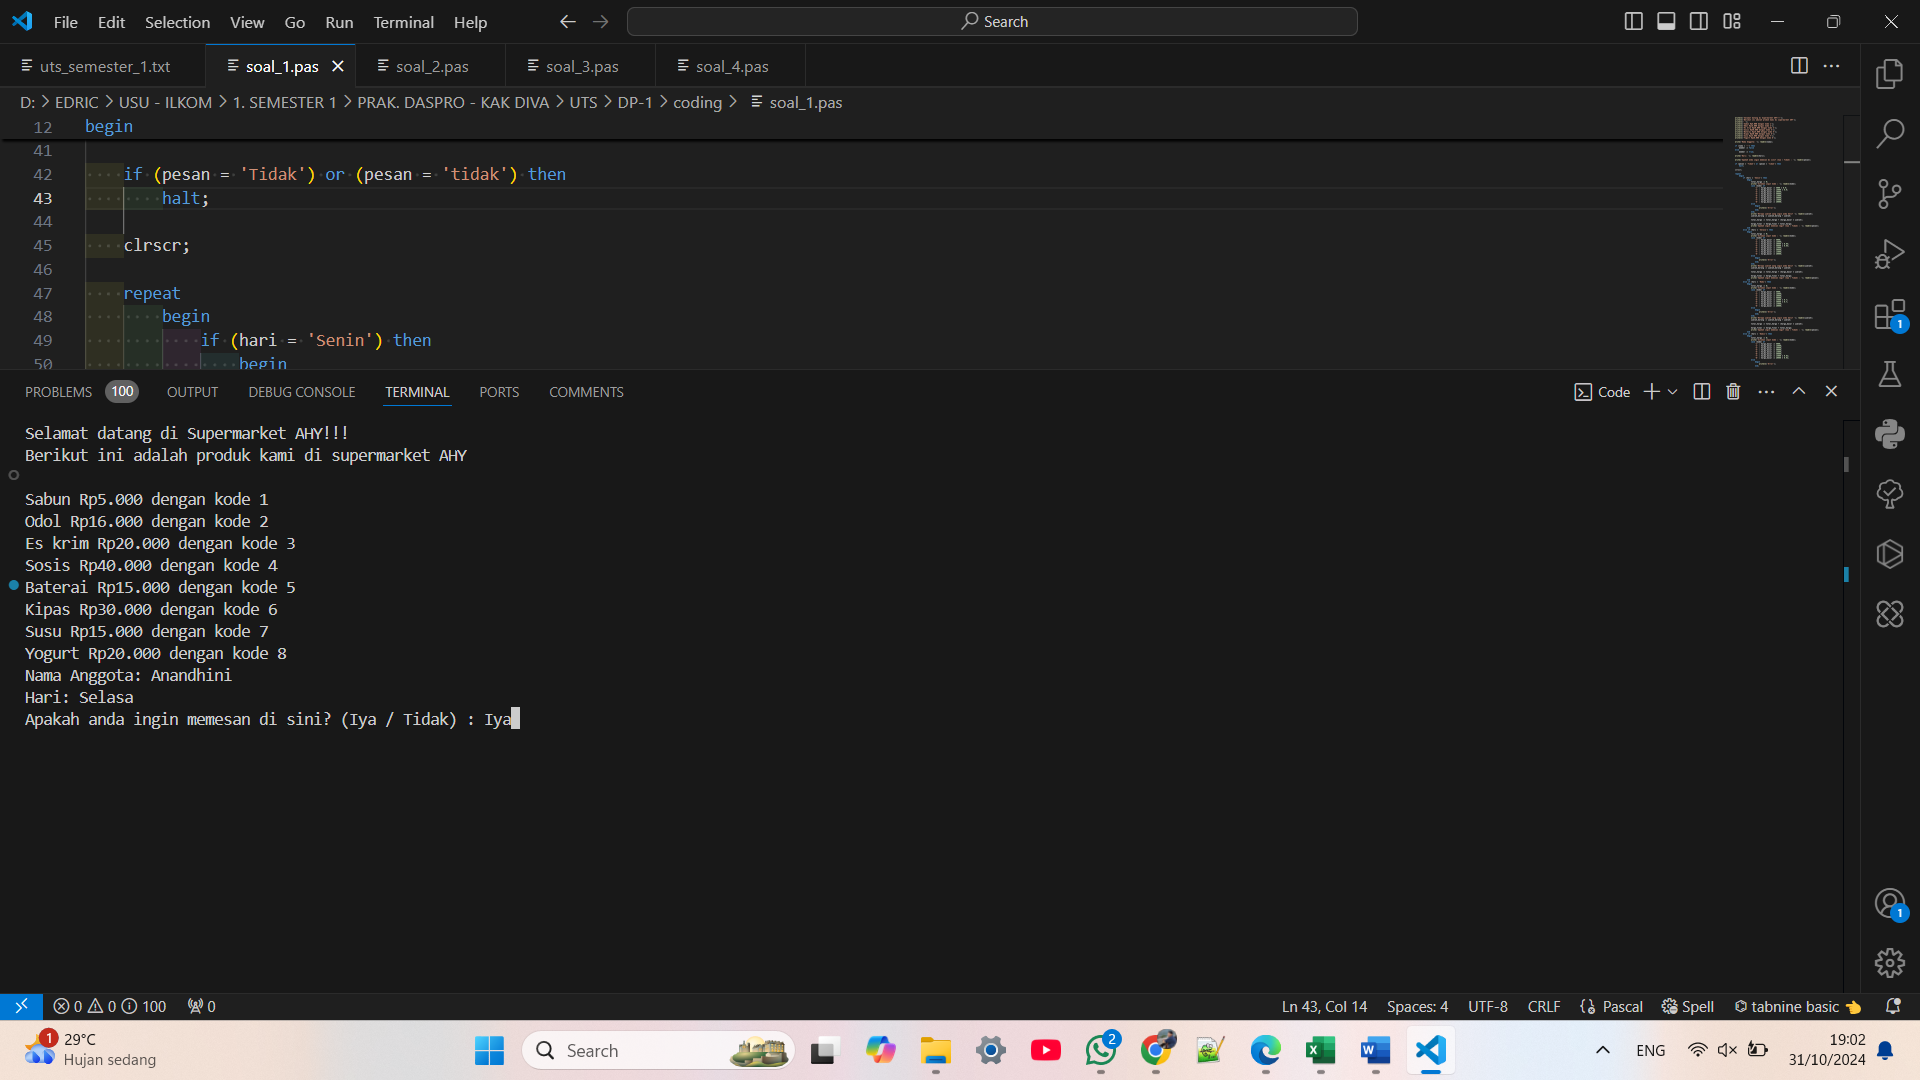 File Edit Selection View Go Run Terminal Help
Search
uts_semester_1.txt soal_1.pas soal_2.pas soal_3.pas soal_4.pas
D: > EDRIC > USU - ILKOM > 1. SEMESTER 1 > PRAK. DASPRO - KAK DIVA > UTS > DP-1 > coding > soal_1.pas
12 begin
41
42 if (pesan = 'Tidak') or (pesan = 'tidak') then
43 halt;
44
45 clrscr;
46
47 repeat
48 begin
49 if (hari = 'Senin') then
50 begin
PROBLEMS 100 OUTPUT DEBUG CONSOLE TERMINAL PORTS COMMENTS
Code
Selamat datang di Supermarket AHY!!!
Berikut ini adalah produk kami di supermarket AHY
Sabun Rp5.000 dengan kode 1
Odol Rp16.000 dengan kode 2
Es krim Rp20.000 dengan kode 3
Sosis Rp40.000 dengan kode 4
Baterai Rp15.000 dengan kode 5
Kipas Rp30.000 dengan kode 6
Susu Rp15.000 dengan kode 7
Yogurt Rp20.000 dengan kode 8
Nama Anggota: Anandhini
Hari: Selasa
Apakah anda ingin memesan di sini? (Iya / Tidak) : Iya
1
1
0 0 100 0 Ln 43, Col 14 Spaces: 4 UTF-8 CRLF Pascal Spell tabnine basic
1
29°C
Hujan sedang
Search
2
ENG
19:02
31/10/2024